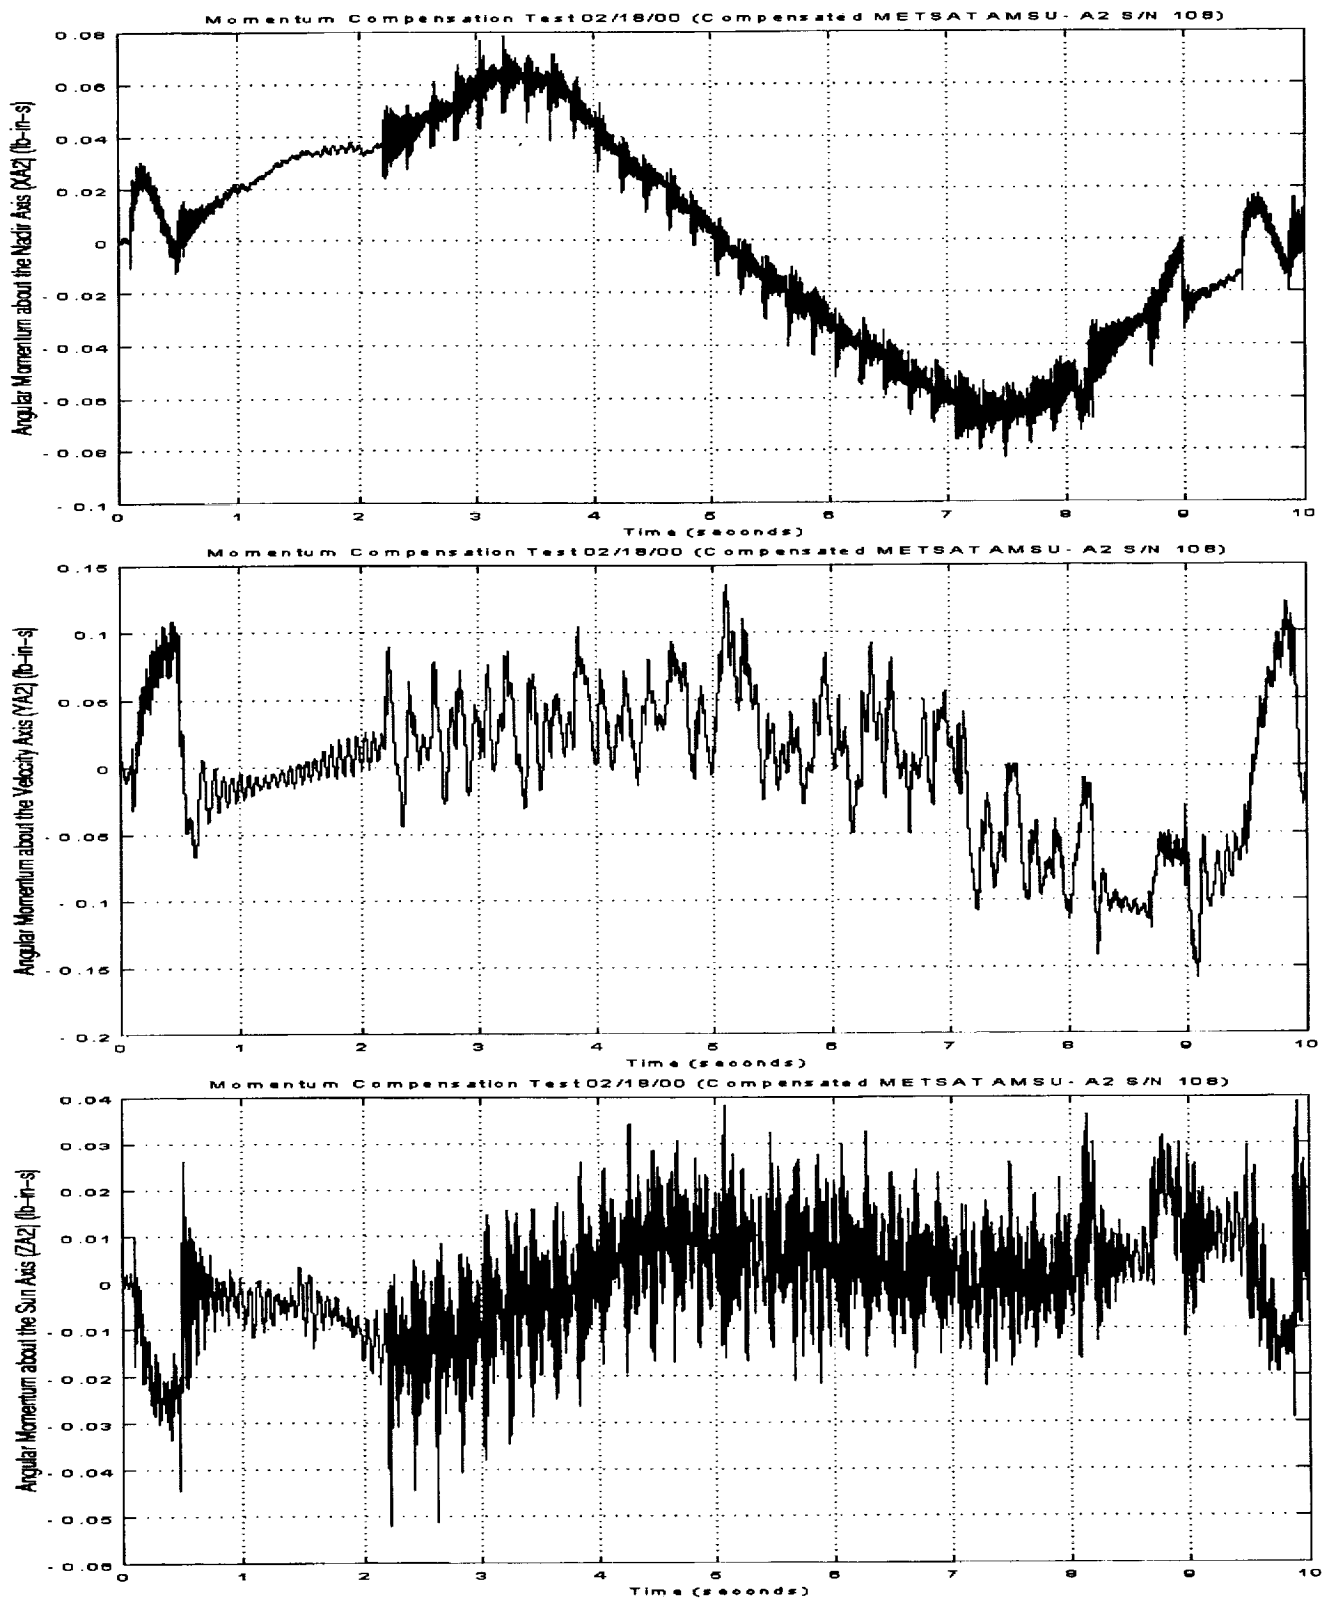 Momentum Compensation Test 02/18/00 (Compensated METSAT AMSU-A2 S/N 108)
Angular Momentum about the Nadir Axis (XA2) (lb-in-s)
0.08
0.06
0.04
0.02
0
-0.02
-0.04
-0.06
-0.08
-0.1
0 1 2 3 4 5 6 7 8 9 10
Time (seconds)
Momentum Compensation Test 02/18/00 (Compensated METSAT AMSU-A2 S/N 108)
Angular Momentum about the Velocity Axis (YA2) (lb-in-s)
0.15
0.1
0.05
0
-0.05
-0.1
-0.15
-0.2
0 1 2 3 4 5 6 7 8 9 10
Time (seconds)
Momentum Compensation Test 02/18/00 (Compensated METSAT AMSU-A2 S/N 108)
Angular Momentum about the Sun Axis (ZA2) (lb-in-s)
0.04
0.03
0.02
0.01
0
-0.01
-0.02
-0.03
-0.04
-0.05
-0.06
0 1 2 3 4 5 6 7 8 9 10
Time (seconds)